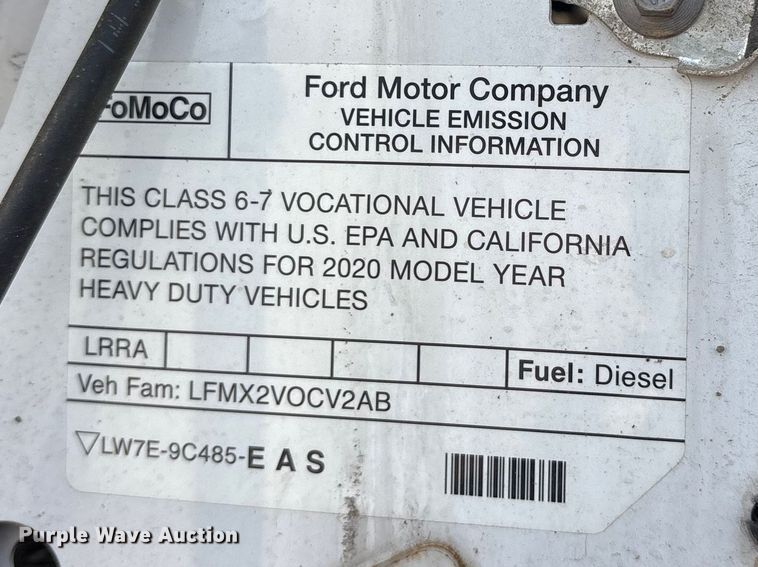 FoMoCo
Ford Motor Company
VEHICLE EMISSION
CONTROL INFORMATION
THIS CLASS 6-7 VOCATIONAL VEHICLE
COMPLIES WITH U.S. EPA AND CALIFORNIA
REGULATIONS FOR 2020 MODEL YEAR
HEAVY DUTY VEHICLES
LRRA
Fuel: Diesel
Veh Fam: LFMX2VOCV2AB
▽LW7E-9C485-E A S
Purple Wave Auction